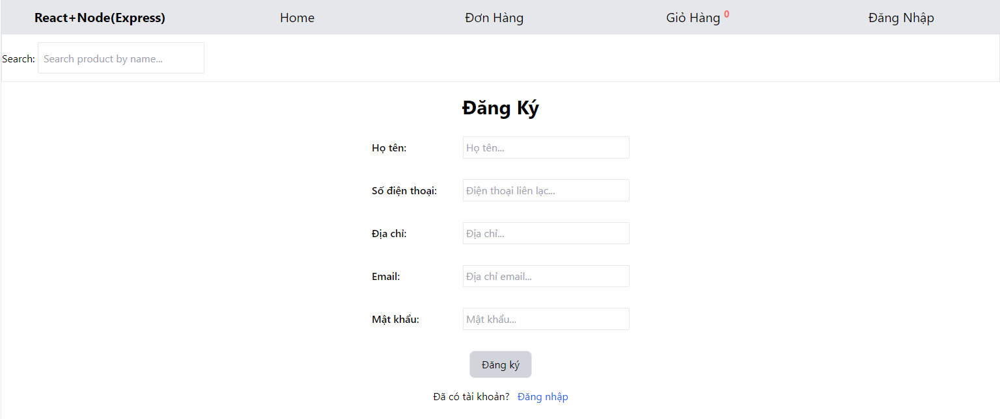 React+Node(Express) Home Đơn Hàng Giỏ Hàng 0 Đăng Nhập
Search: Search product by name...
Đăng Ký
Họ tên: Họ tên...
Số điện thoại: Điện thoại liên lạc...
Địa chỉ: Địa chỉ...
Email: Địa chỉ email...
Mật khẩu: Mật khẩu...
Đăng ký
Đã có tài khoản? Đăng nhập